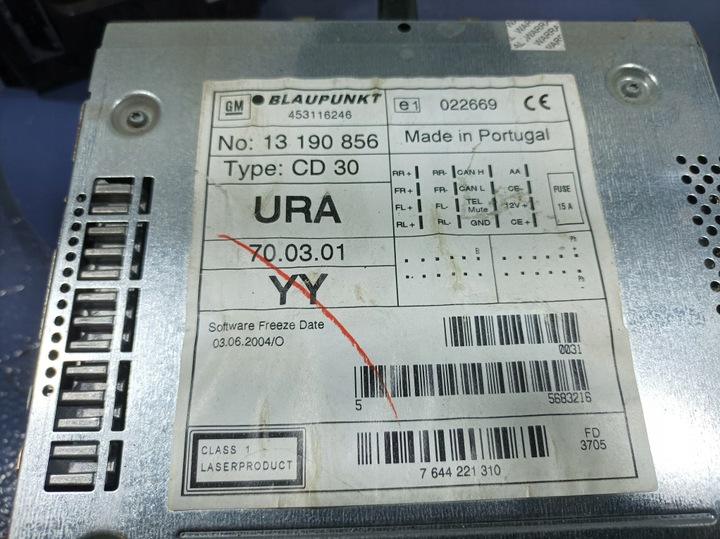 AL WARRA
WARRA
GM BLAUPUNKT
453116246
e1 022669 CE
No: 13 190 856
Made in Portugal
Type: CD 30
RR+ RR- CAN H AA
FR+ FR- CAN L CE-
FL+ FL- TEL Mute 12V+
RL+ RL- GND CE+
FUSE
15 A
URA
70.03.01
YY
Software Freeze Date
03.06.2004/O
0031
5 5683216
CLASS 1
LASERPRODUCT
7 644 221 310
FD
3705